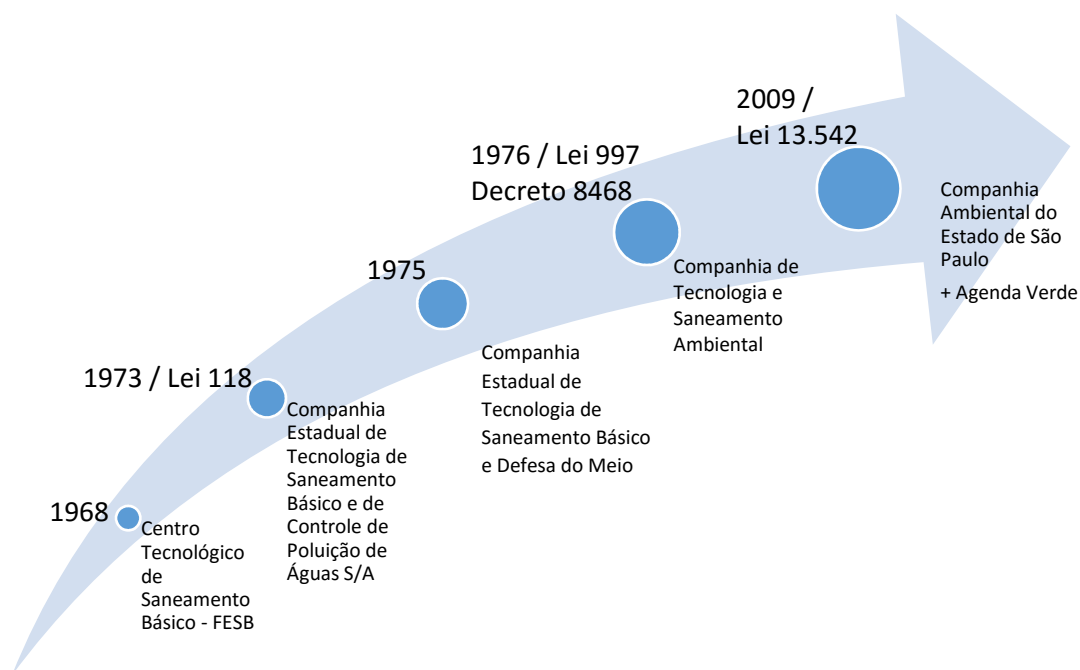 1968
Centro
Tecnológico
de
Saneamento
Básico - FESB
1973 / Lei 118
Companhia
Estadual de
Tecnologia de
Saneamento
Básico e de
Controle de
Poluição de
Águas S/A
1975
Companhia
Estadual de
Tecnologia de
Saneamento Básico
e Defesa do Meio
1976 / Lei 997
Decreto 8468
Companhia de
Tecnologia e
Saneamento
Ambiental
2009 /
Lei 13.542
Companhia
Ambiental do
Estado de São
Paulo
+ Agenda Verde